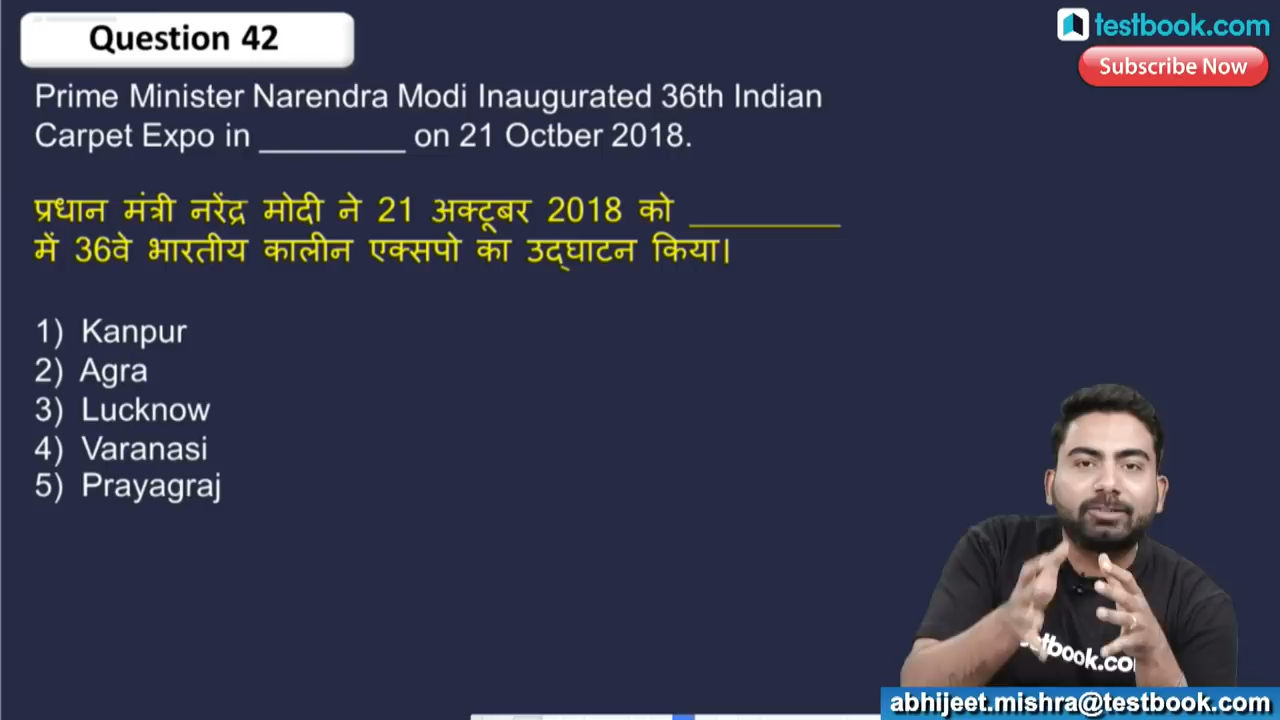 Question 42
testbook.com
Subscribe Now
Prime Minister Narendra Modi Inaugurated 36th Indian
Carpet Expo in ________ on 21 Octber 2018.
प्रधान मंत्री नरेंद्र मोदी ने 21 अक्टूबर 2018 को ________
में 36वे भारतीय कालीन एक्सपो का उद्घाटन किया।
1) Kanpur
2) Agra
3) Lucknow
4) Varanasi
5) Prayagraj
abhijeet.mishra@testbook.com